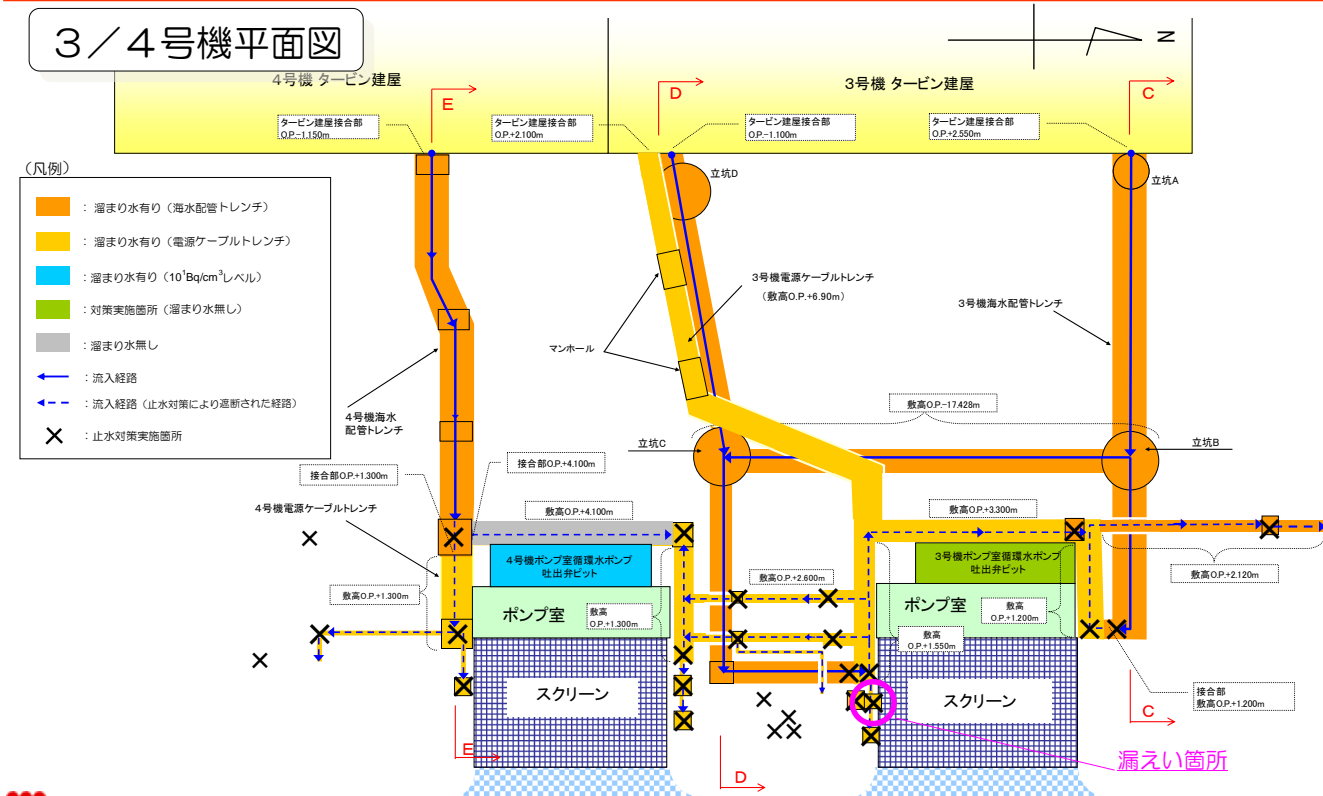 3/4号機平面図
N
4号機 タービン建屋
3号機 タービン建屋
E
D
C
タービン建屋接合部
O.P.-1.150m
タービン建屋接合部
O.P.+2.100m
タービン建屋接合部
O.P.-1.100m
タービン建屋接合部
O.P.+2.550m
(凡例)
:溜まり水有り(海水配管トレンチ)
:溜まり水有り(電源ケーブルトレンチ)
:溜まり水有り(10¹Bq/cm³レベル)
:対策実施箇所(溜まり水無し)
:溜まり水無し
:流入経路
:流入経路(止水対策により遮断された経路)
:止水対策実施箇所
立坑D
立坑A
3号機電源ケーブルトレンチ
(敷高O.P.+6.90m)
3号機海水配管トレンチ
マンホール
4号機海水
配管トレンチ
敷高O.P.-17.428m
立坑C
立坑B
接合部O.P.+4.100m
接合部O.P.+1.300m
4号機電源ケーブルトレンチ
敷高O.P.+4.100m
敷高O.P.+3.300m
4号機ポンプ室循環水ポンプ
吐出弁ピット
3号機ポンプ室循環水ポンプ
吐出弁ピット
敷高O.P.+2.600m
敷高O.P.+2.120m
敷高O.P.+1.300m
ポンプ室
敷高
O.P.+1.300m
ポンプ室
敷高
O.P.+1.200m
敷高
O.P.+1.550m
スクリーン
スクリーン
接合部
敷高O.P.+1.200m
C
E
D
漏えい箇所